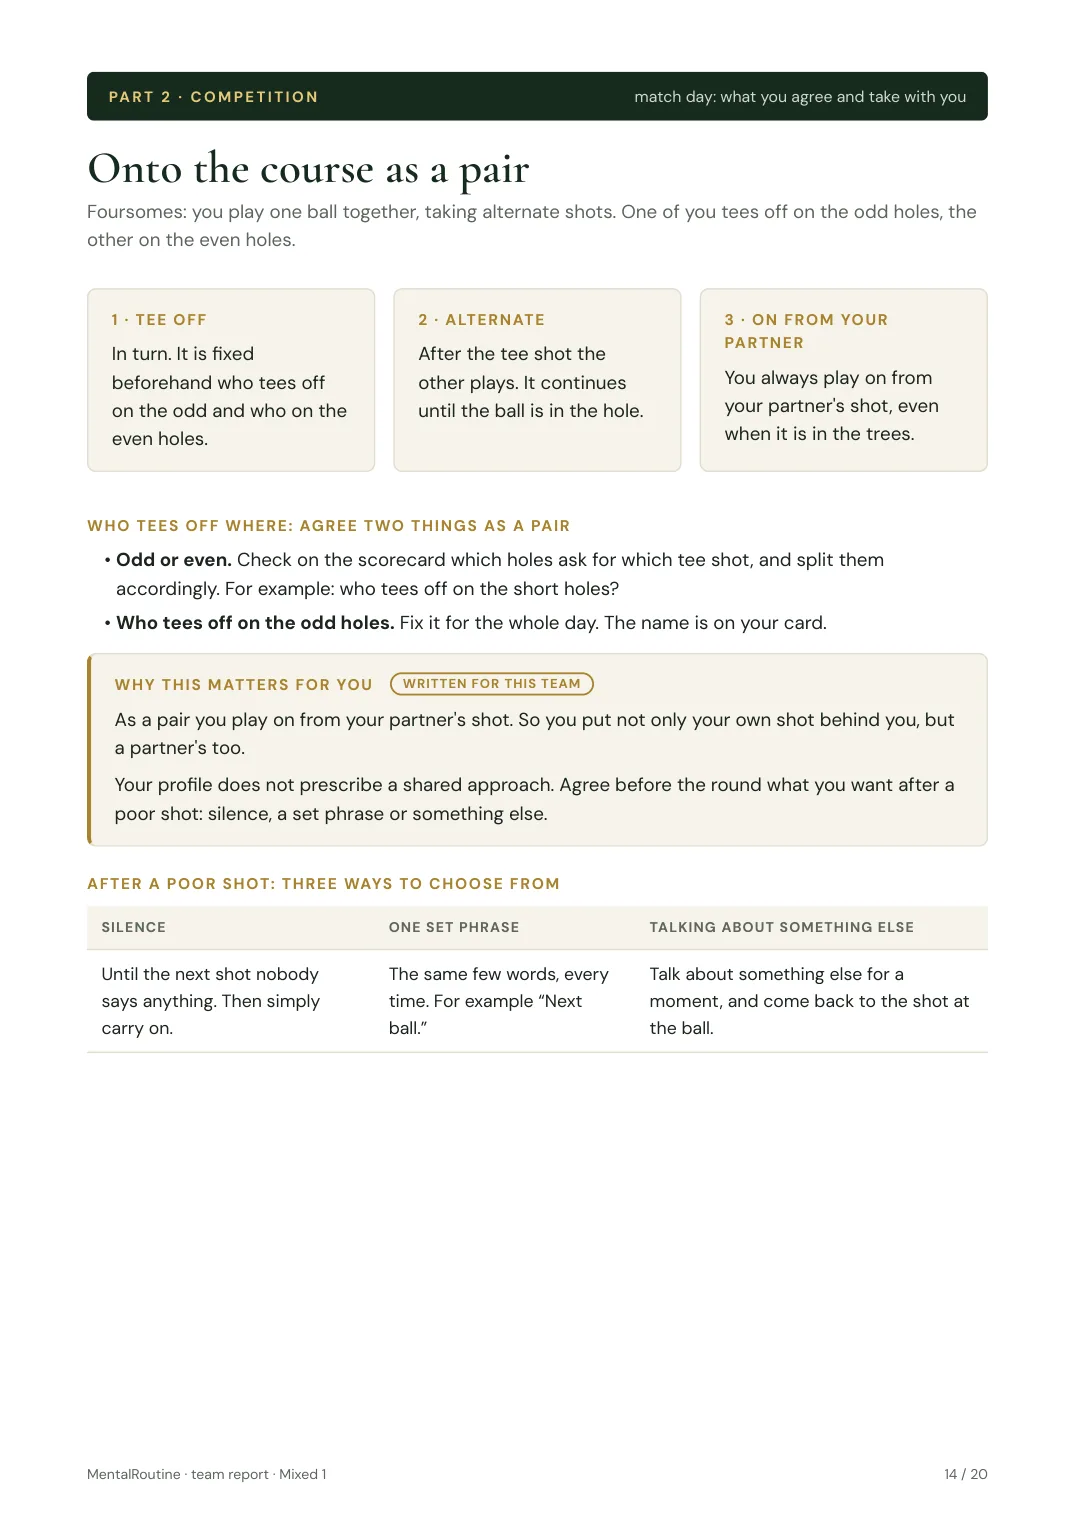 PART 2 · COMPETITION
match day: what you agree and take with you
Onto the course as a pair
Foursomes: you play one ball together, taking alternate shots. One of you tees off on the odd holes, the
other on the even holes.
1 · TEE OFF
In turn. It is fixed
beforehand who tees off
on the odd and who on the
even holes.
2 · ALTERNATE
After the tee shot the
other plays. It continues
until the ball is in the hole.
3 · ON FROM YOUR
PARTNER
You always play on from
your partner's shot, even
when it is in the trees.
WHO TEES OFF WHERE: AGREE TWO THINGS AS A PAIR
• Odd or even. Check on the scorecard which holes ask for which tee shot, and split them
accordingly. For example: who tees off on the short holes?
• Who tees off on the odd holes. Fix it for the whole day. The name is on your card.
WHY THIS MATTERS FOR YOU
WRITTEN FOR THIS TEAM
As a pair you play on from your partner's shot. So you put not only your own shot behind you, but
a partner's too.
Your profile does not prescribe a shared approach. Agree before the round what you want after a
poor shot: silence, a set phrase or something else.
AFTER A POOR SHOT: THREE WAYS TO CHOOSE FROM
SILENCE
ONE SET PHRASE
TALKING ABOUT SOMETHING ELSE
Until the next shot nobody
says anything. Then simply
carry on.
The same few words, every
time. For example “Next
ball.”
Talk about something else for a
moment, and come back to the shot at
the ball.
MentalRoutine · team report · Mixed 1
14 / 20